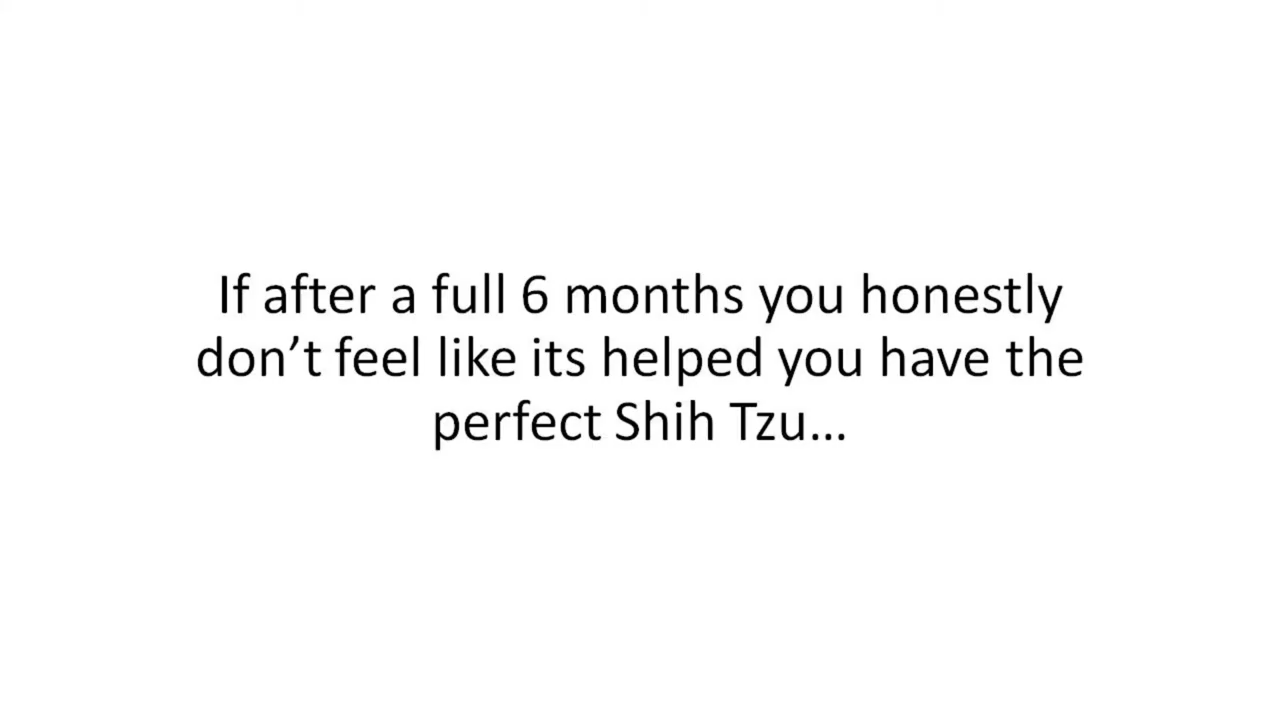 If after a full 6 months you honestly
don’t feel like its helped you have the
perfect Shih Tzu…